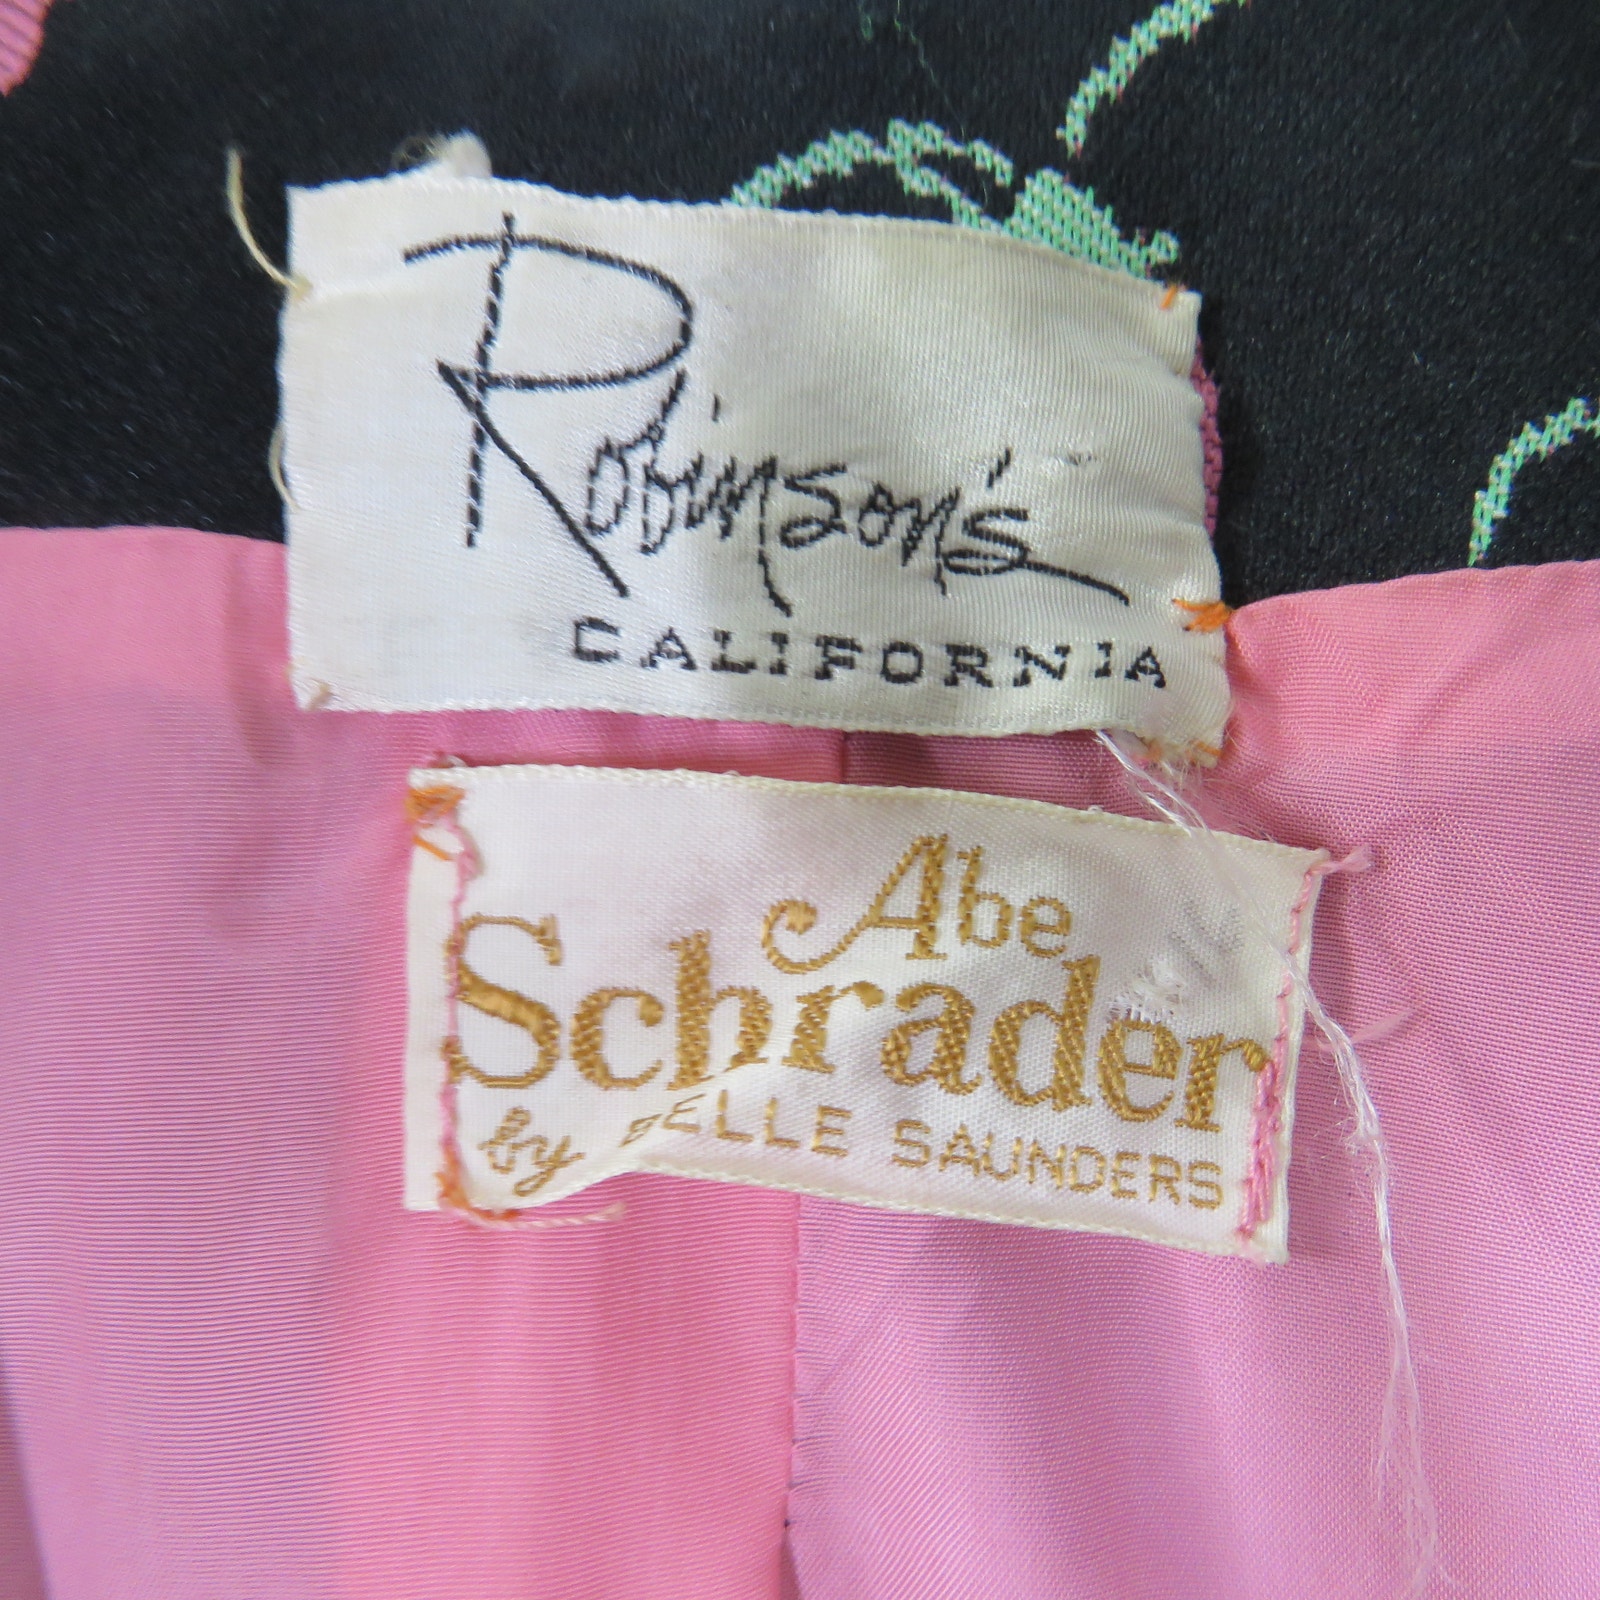 Robinson's
CALIFORNIA
Abe
Schrader
by BELLE SAUNDERS